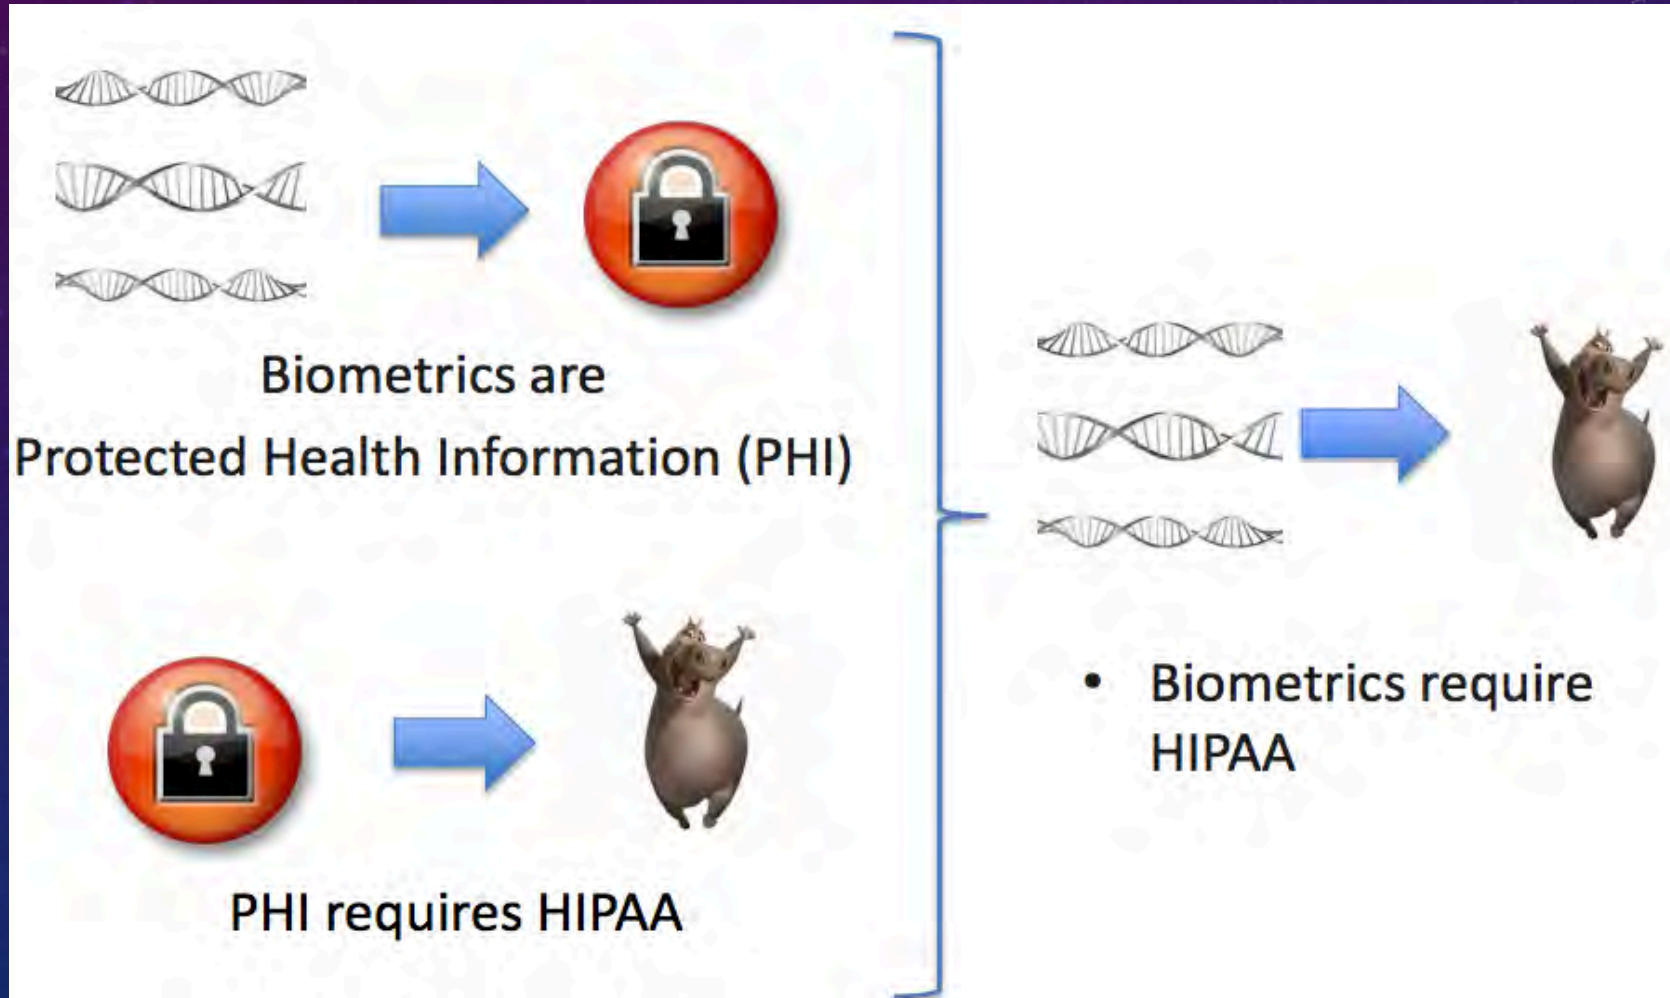 Biometrics are
Protected Health Information (PHI)
PHI requires HIPAA
• Biometrics require
HIPAA